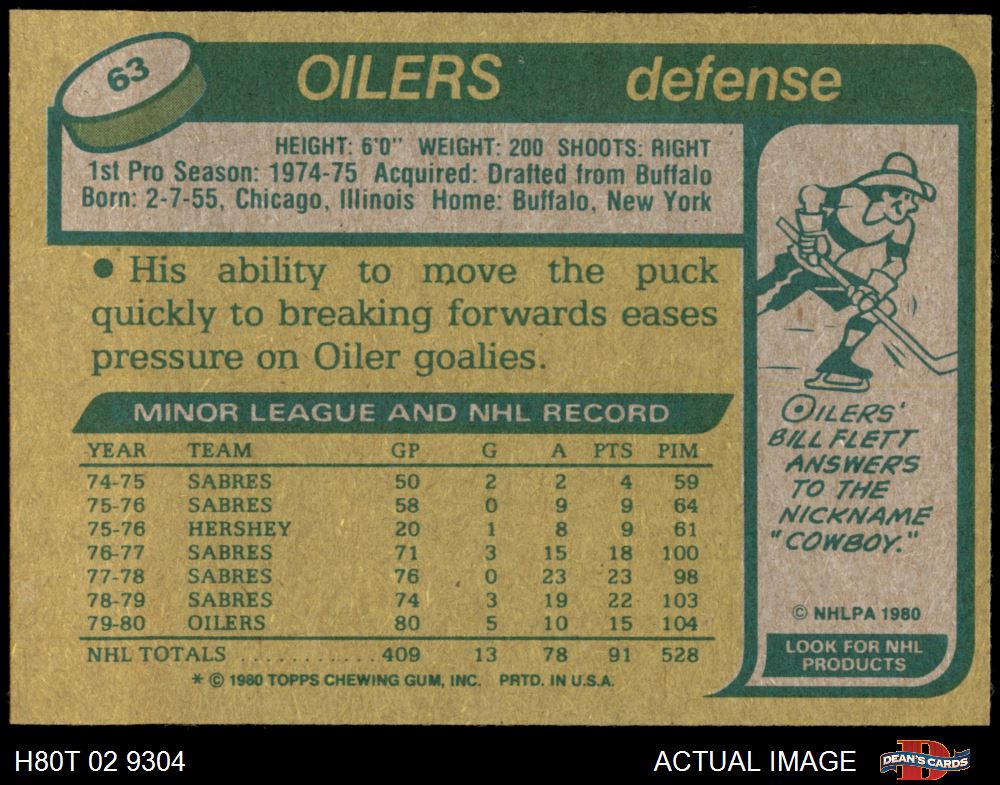 63
OILERS defense
HEIGHT: 6'0" WEIGHT: 200 SHOOTS: RIGHT
1st Pro Season: 1974-75 Acquired: Drafted from Buffalo
Born: 2-7-55, Chicago, Illinois Home: Buffalo, New York
● His ability to move the puck
quickly to breaking forwards eases
pressure on Oiler goalies.
MINOR LEAGUE AND NHL RECORD
YEAR TEAM GP G A PTS PIM
74-75 SABRES 50 2 2 4 59
75-76 SABRES 58 0 9 9 64
75-76 HERSHEY 20 1 8 9 61
76-77 SABRES 71 3 15 18 100
77-78 SABRES 76 0 23 23 98
78-79 SABRES 74 3 19 22 103
79-80 OILERS 80 5 10 15 104
NHL TOTALS ............409 13 78 91 528
* © 1980 TOPPS CHEWING GUM, INC. PRTD. IN U.S.A.
OILERS'
BILL FLETT
ANSWERS
TO THE
NICKNAME
"COWBOY."
© NHLPA 1980
LOOK FOR NHL
PRODUCTS
H80T 02 9304 ACTUAL IMAGE
D
DEAN'S CARDS